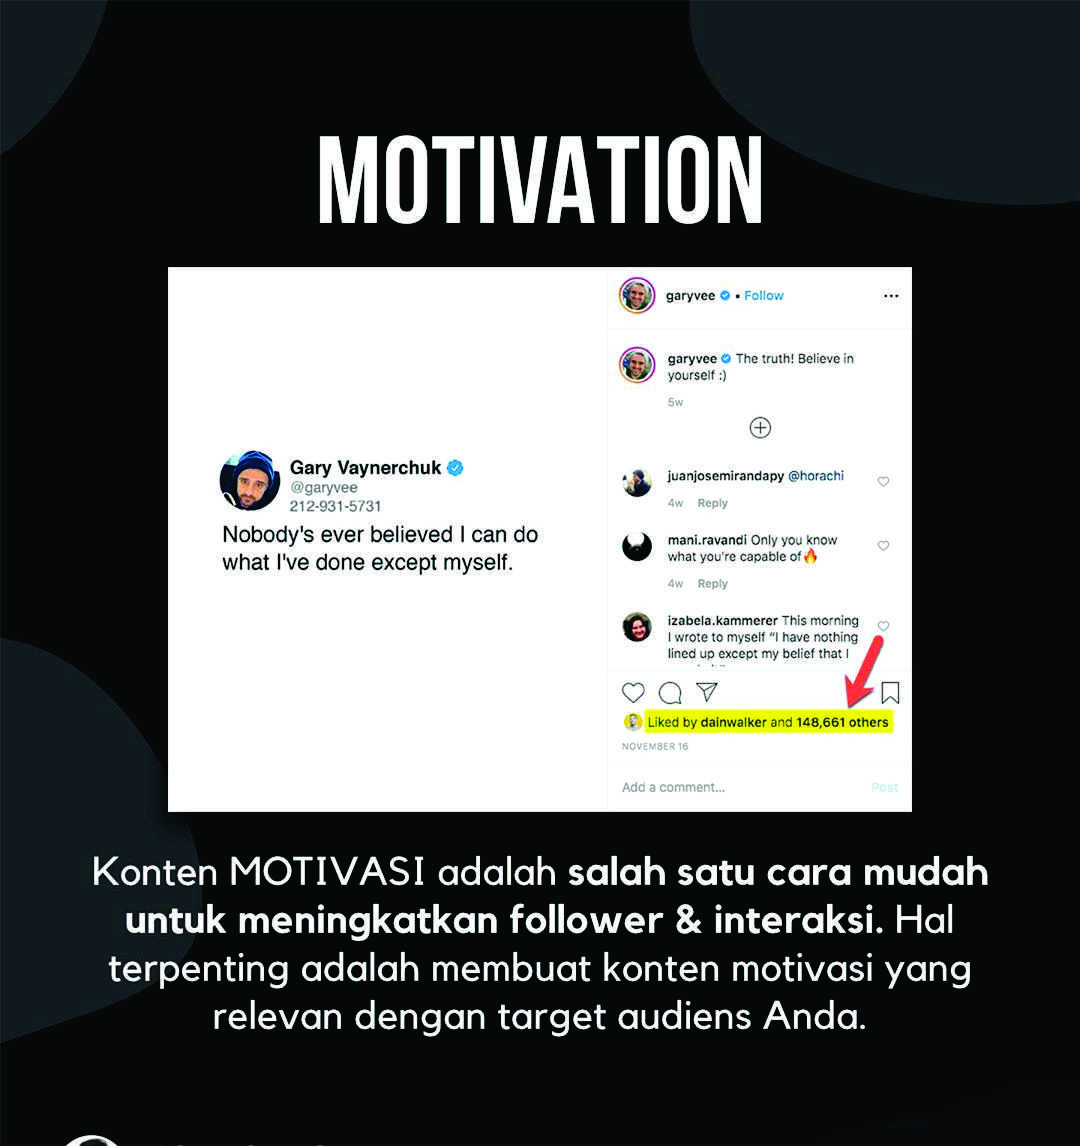 MOTIVATION
garyvee • Follow
garyvee The truth! Believe in
yourself :)
5w
juanjosemirandapy @horachi
4w Reply
mani.ravandi Only you know
what you're capable of🔥
4w Reply
izabela.kammerer This morning
I wrote to myself “I have nothing
lined up except my belief that I
Liked by dainwalker and 148,661 others
NOVEMBER 16
Add a comment... Post
Gary Vaynerchuk
@garyvee
212-931-5731
Nobody's ever believed I can do
what I've done except myself.
Konten MOTIVASI adalah salah satu cara mudah
untuk meningkatkan follower & interaksi. Hal
terpenting adalah membuat konten motivasi yang
relevan dengan target audiens Anda.